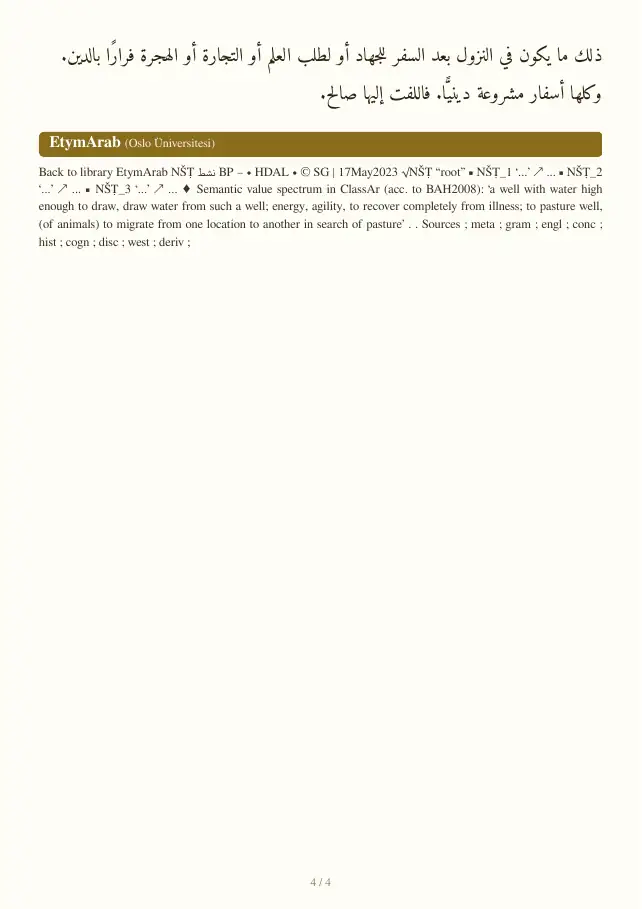 ذلك ما يكون في النزول بعد السفر للجهاد أو لطلب العلم أو التجارة أو الهجرة فرارًا بالدين.
وكلها أسفار مشروعة دينيًّا. فاللفت إليها صالح.
EtymArab (Oslo Üniversitesi)
Back to library EtymArab NŠṬ نشط BP – • HDAL • © SG | 17May2023 √NŠṬ “root” ▪ NŠṬ_1 ‘...’ ↗ ... ▪ NŠṬ_2
‘...’ ↗ ... ▪ NŠṬ_3 ‘...’ ↗ ... ♦ Semantic value spectrum in ClassAr (acc. to BAH2008): ‘a well with water high
enough to draw, draw water from such a well; energy, agility, to recover completely from illness; to pasture well,
(of animals) to migrate from one location to another in search of pasture’ . . Sources ; meta ; gram ; engl ; conc ;
hist ; cogn ; disc ; west ; deriv ;
4 / 4